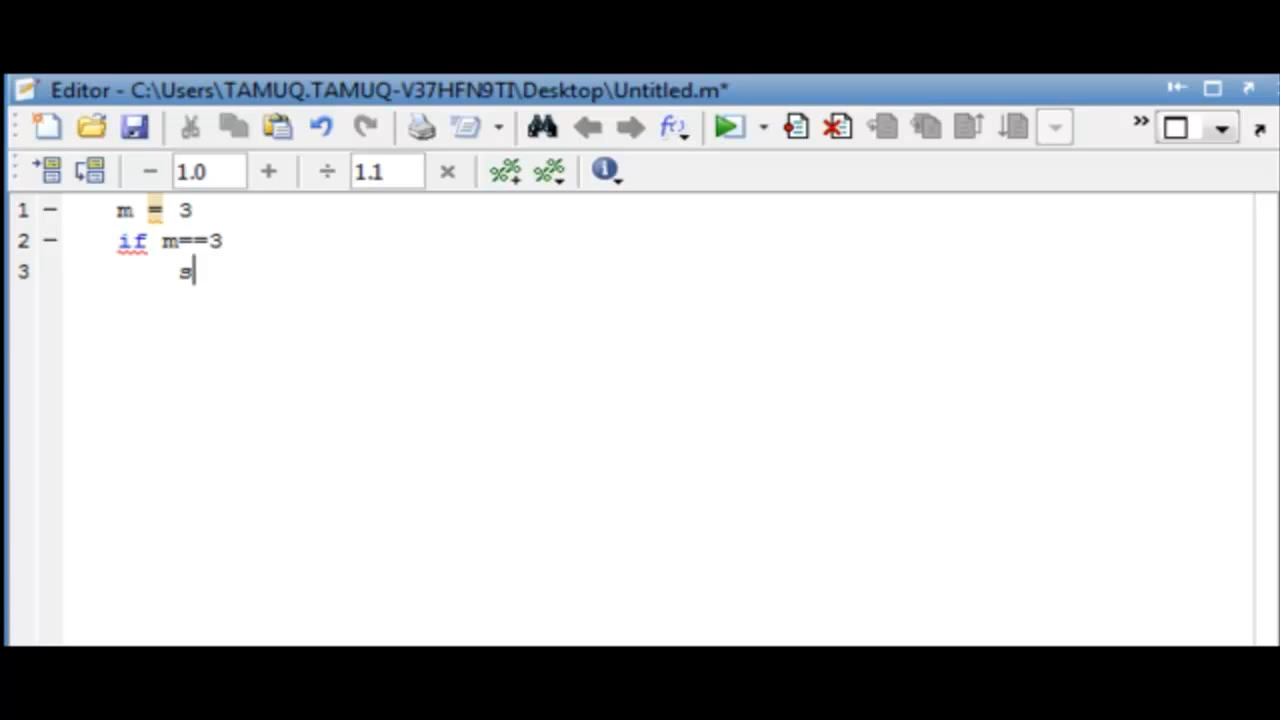 Editor - C:\Users\TAMUQ.TAMUQ-V37HFN9TI\Desktop\Untitled.m*
1.0 1.1
1 m = 3
2 if m==3
3 s